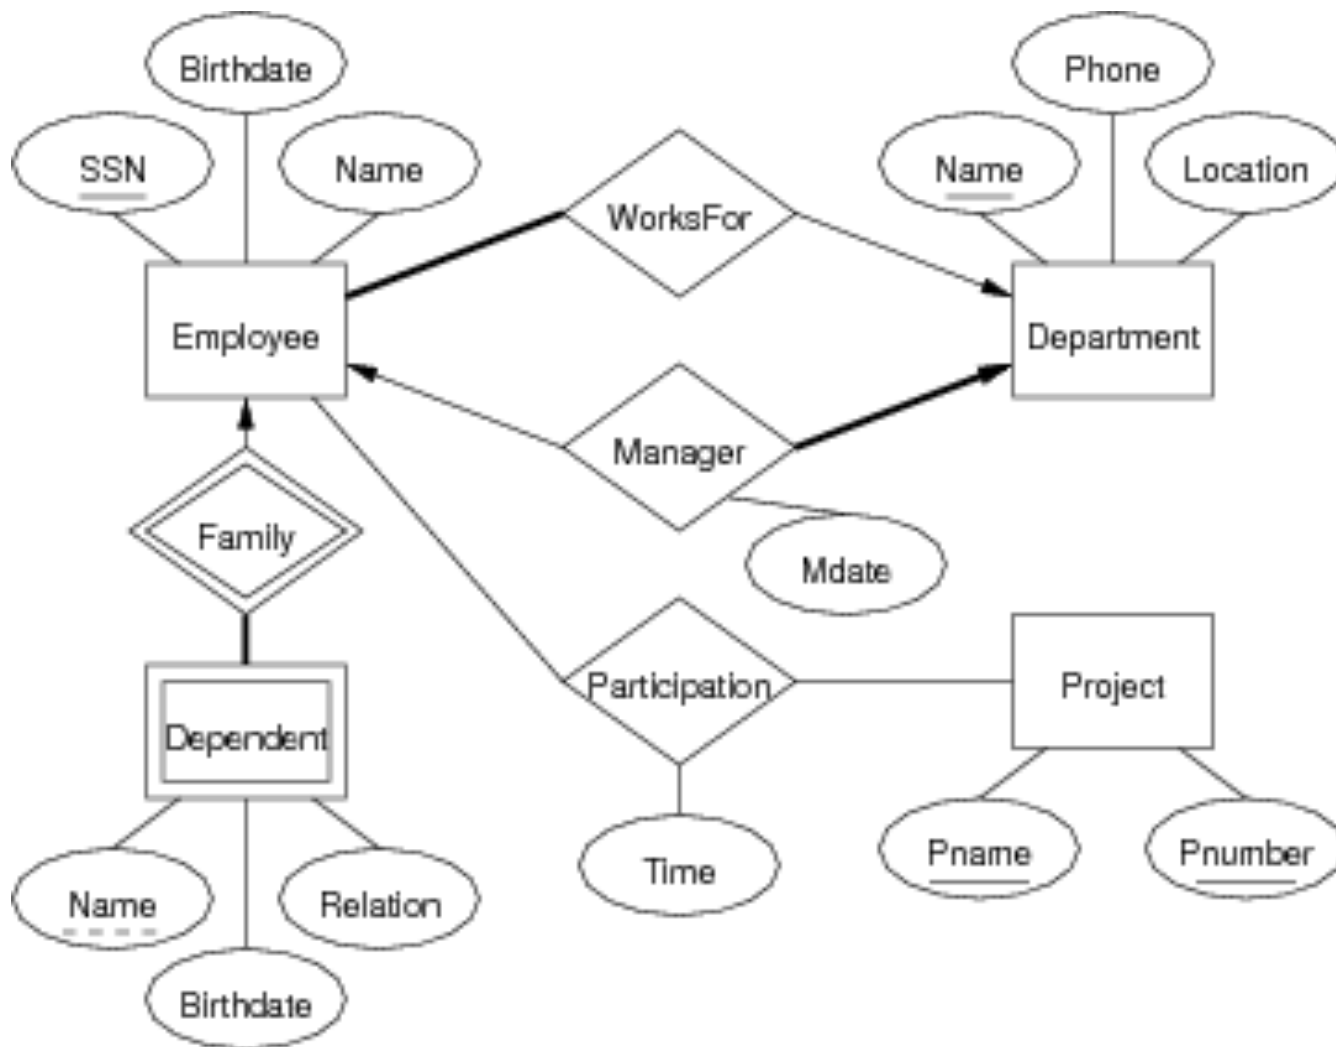 Birthdate
Phone
SSN
Name
Name
Location
WorksFor
Employee
Department
Manager
Family
Mdate
Participation
Project
Dependent
Time
Pname
Pnumber
Name
Relation
Birthdate